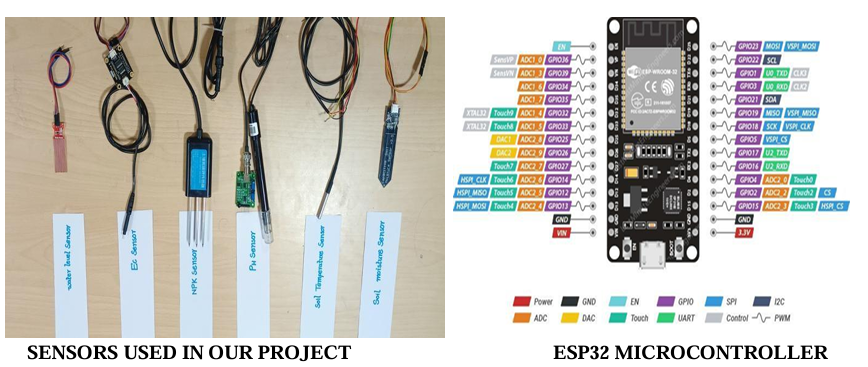 water level Sensor
EC Sensor
NPK Sensor
PH Sensor
Soil Temperature Sensor
Soil moisture Sensor
SENSORS USED IN OUR PROJECT
EN
SensVP ADC1_0 GPIO36
SensVN ADC1_3 GPIO39
ADC1_6 GPIO34
ADC1_7 GPIO35
XTAL32 Touch9 ADC1_4 GPIO32
XTAL32 Touch8 ADC1_5 GPIO33
DAC1 ADC2_8 GPIO25
DAC2 ADC2_9 GPIO26
Touch7 ADC2_7 GPIO27
HSPI_CLK Touch6 ADC2_6 GPIO14
HSPI_MISO Touch5 ADC2_5 GPIO12
HSPI_MOSI Touch4 ADC2_4 GPIO13
GND
VIN
ESP-WROOM-32
CE
EN
BOOT
GPIO23 MOSI VSPI_MOSI
GPIO22 SCL
GPIO1 U0_TXD CLK3
GPIO3 U0_RXD CLK2
GPIO21 SDA
GPIO19 MISO VSPI_MISO
GPIO18 SCK VSPI_CLK
GPIO5 VSPI_CS
GPIO17 U2_TXD
GPIO16 U2_RXD
GPIO4 ADC2_0 Touch0
GPIO2 ADC2_2 Touch2 CS
GPIO15 ADC2_3 Touch3 HSPI_CS
GND
3.3V
Power GND EN GPIO SPI I2C
ADC DAC Touch UART Control PWM
ESP32 MICROCONTROLLER